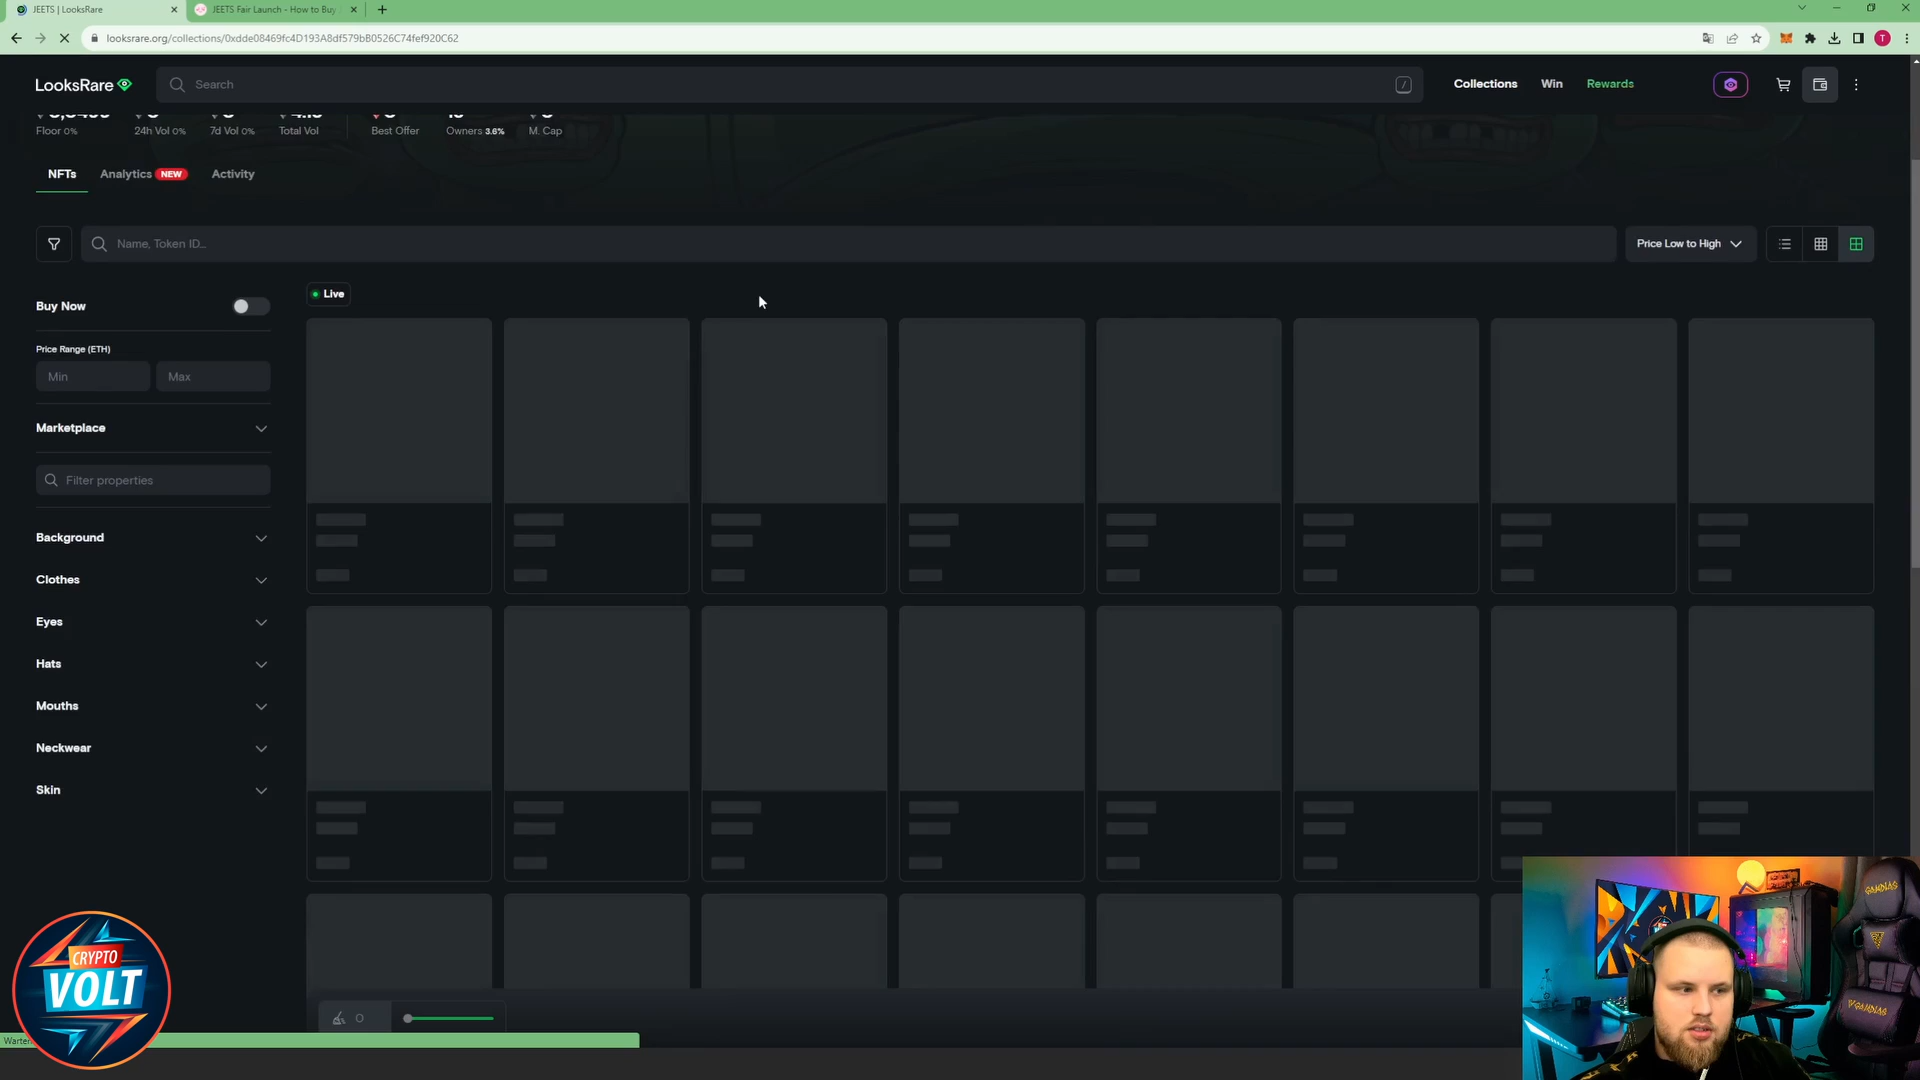 JEETS | LooksRare
JEETS Fair Launch - How to Buy
looksrare.org/collections/0xdde08469fc4D193A8df579bB0526C74fef920C62
T
LooksRare
Search
/
Collections
Win
Rewards
Floor 0%
24h Vol 0%
7d Vol 0%
Total Vol
Best Offer
Owners 3.6%
M. Cap
NFTs
Analytics NEW
Activity
Name, Token ID...
Price Low to High
Buy Now
Live
Price Range (ETH)
Min
Max
Marketplace
Filter properties
Background
Clothes
Eyes
Hats
Mouths
Neckwear
Skin
0
CRYPTO
VOLT
GAMDIAS
GAMDIAS